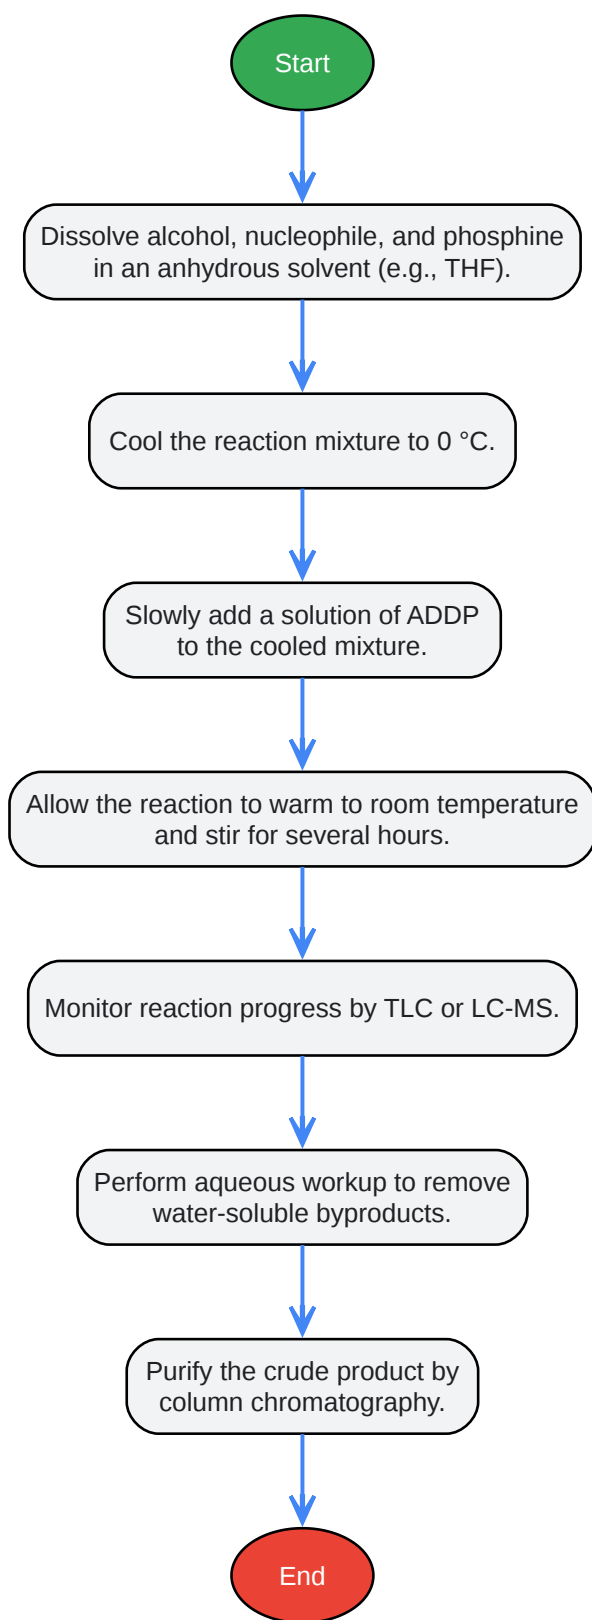 Start
Dissolve alcohol, nucleophile, and phosphine
in an anhydrous solvent (e.g., THF).
Cool the reaction mixture to 0 °C.
Slowly add a solution of ADDP
to the cooled mixture.
Allow the reaction to warm to room temperature
and stir for several hours.
Monitor reaction progress by TLC or LC-MS.
Perform aqueous workup to remove
water-soluble byproducts.
Purify the crude product by
column chromatography.
End